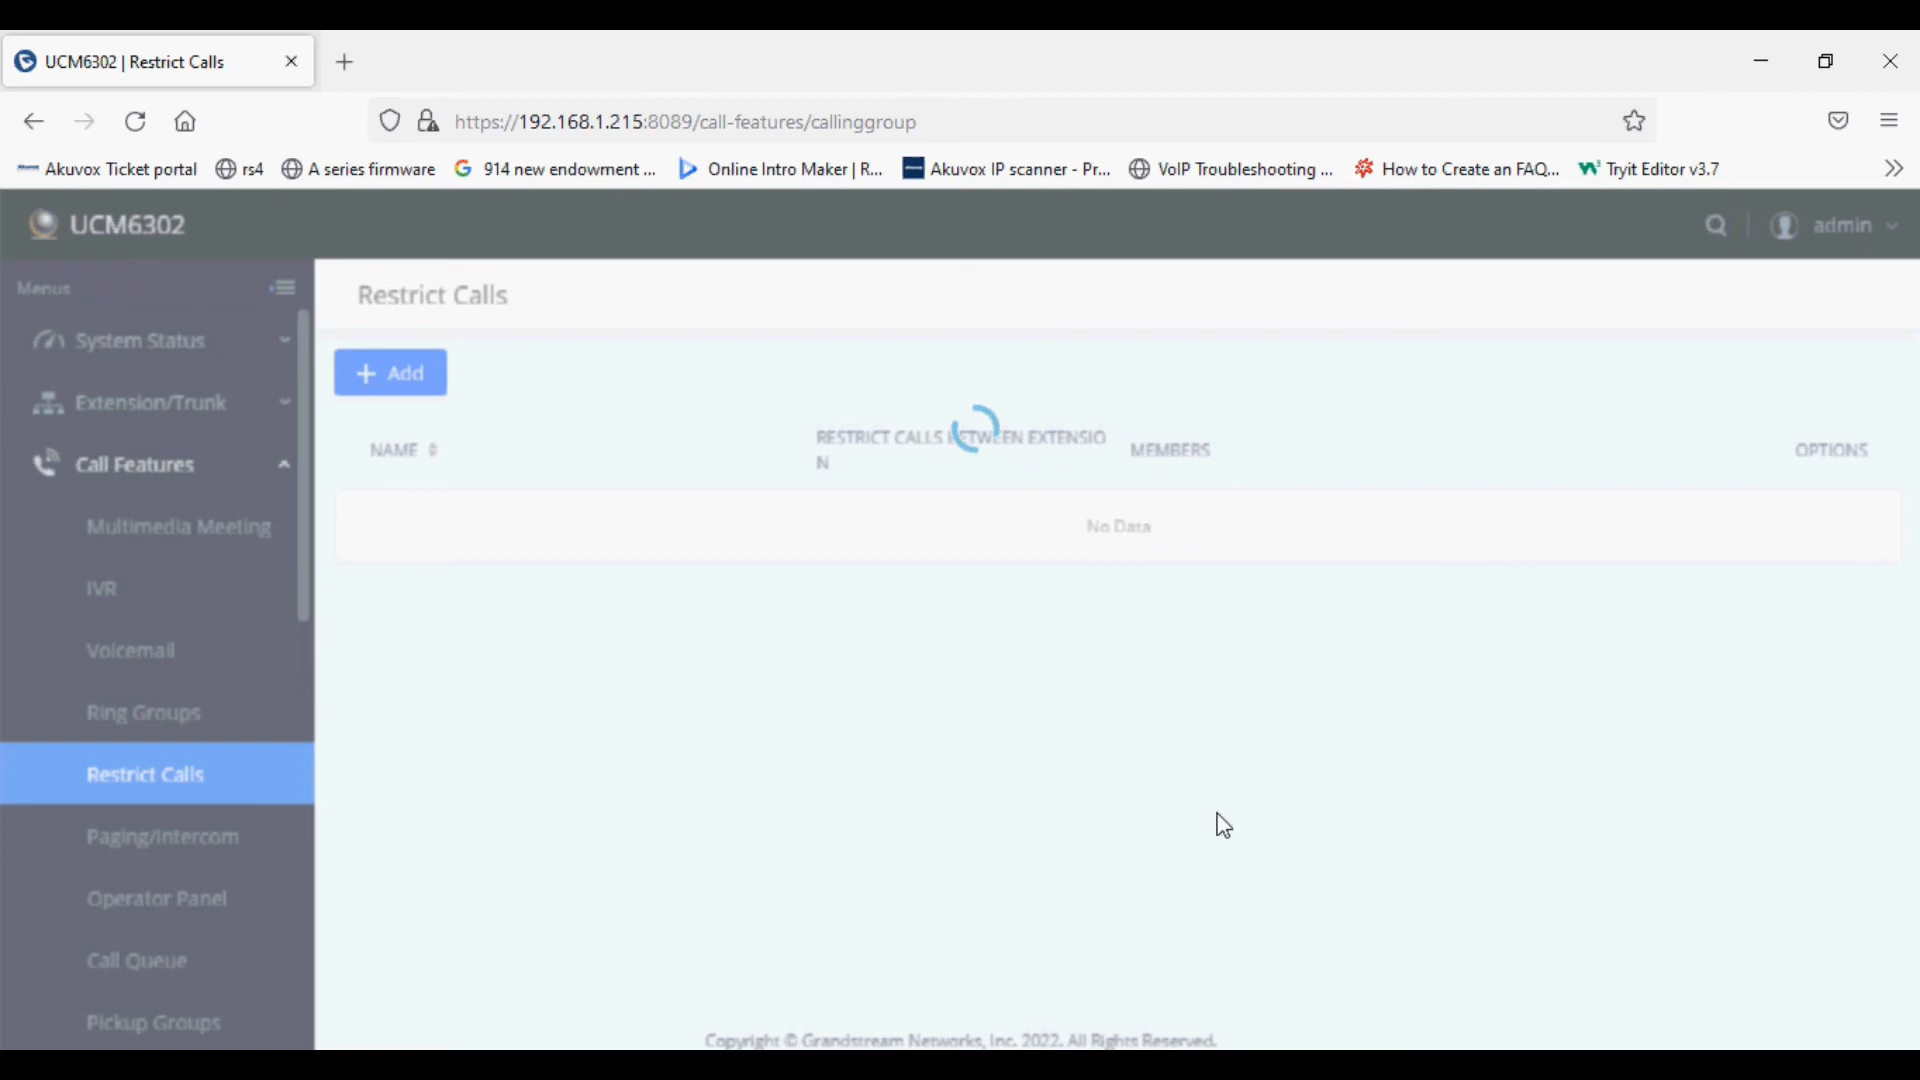 UCM6302 | Restrict Calls
https://192.168.1.215:8089/call-features/callinggroup
Akuvox Ticket portal
rs4
A series firmware
914 new endowment ...
Online Intro Maker | R...
Akuvox IP scanner - Pr...
VoIP Troubleshooting ...
How to Create an FAQ...
Tryit Editor v3.7
UCM6302
admin
Menus
System Status
Extension/Trunk
Call Features
Multimedia Meeting
IVR
Voicemail
Ring Groups
Restrict Calls
Paging/Intercom
Operator Panel
Call Queue
Pickup Groups
Restrict Calls
+ Add
NAME
RESTRICT CALLS BETWEEN EXTENSIO
N
MEMBERS
OPTIONS
No Data
Copyright © Grandstream Networks, Inc. 2022. All Rights Reserved.